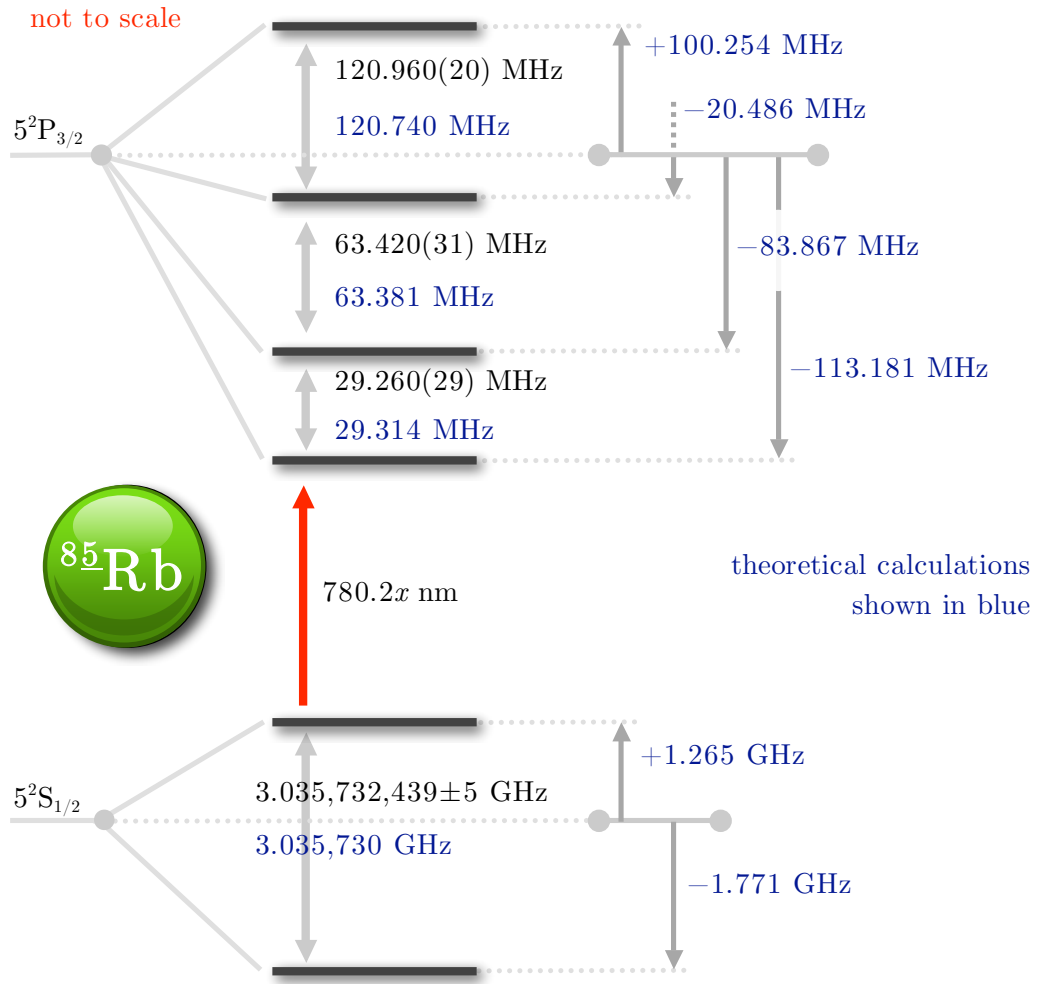 not to scale
+100.254 MHz
120.960(20) MHz
−20.486 MHz
5²P₃/₂
120.740 MHz
63.420(31) MHz
−83.867 MHz
63.381 MHz
29.260(29) MHz
−113.181 MHz
29.314 MHz
⁸⁵Rb
780.2x nm
theoretical calculations
shown in blue
+1.265 GHz
5²S₁/₂
3.035,732,439±5 GHz
3.035,730 GHz
−1.771 GHz